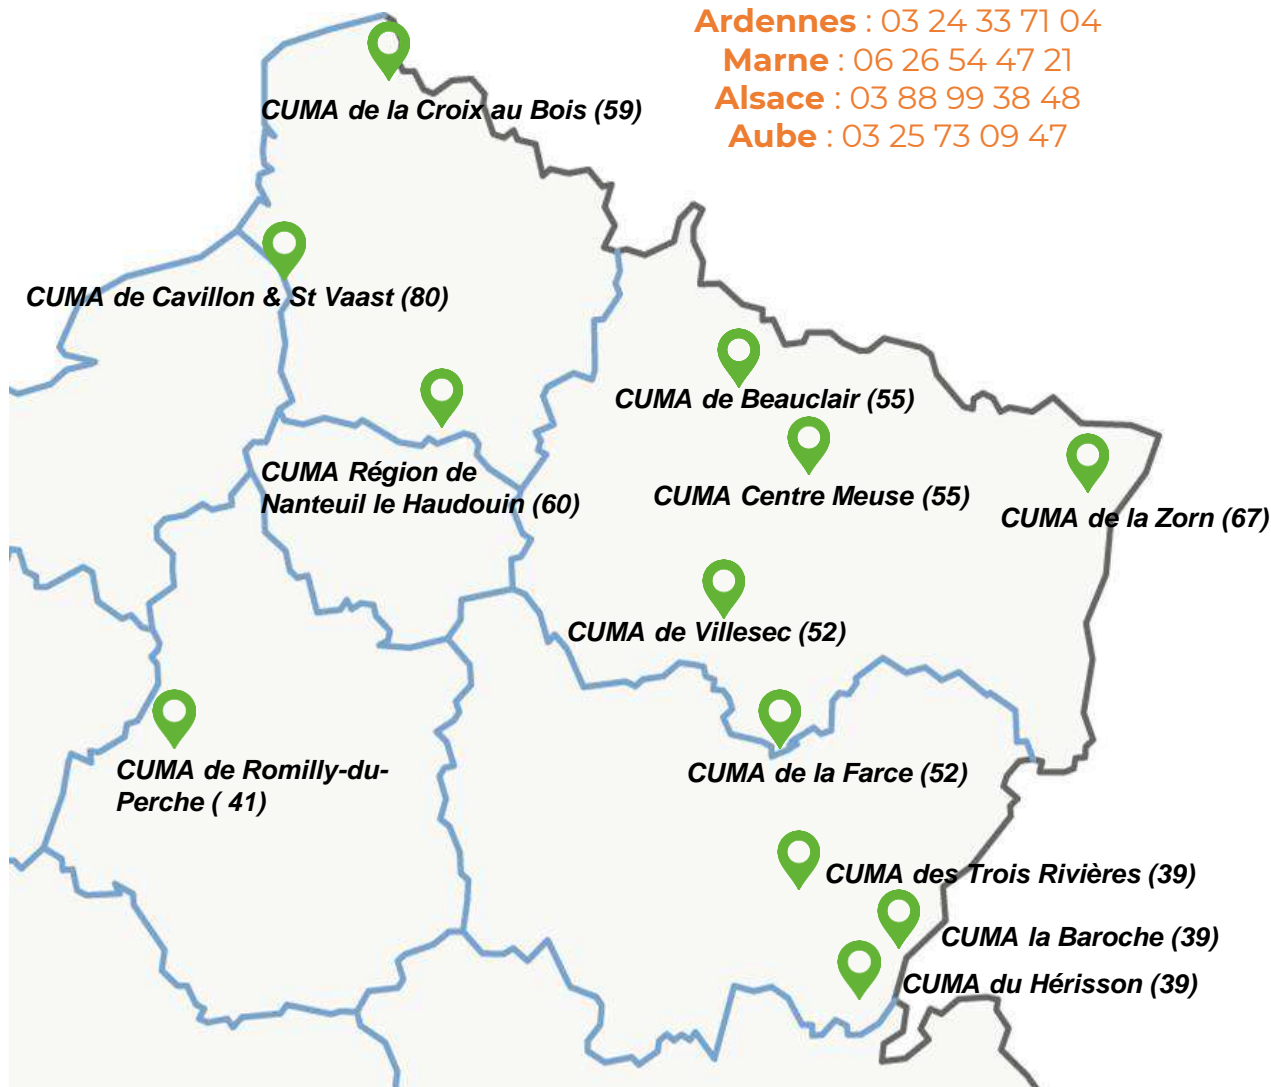 Ardennes : 03 24 33 71 04
Marne : 06 26 54 47 21
Alsace : 03 88 99 38 48
Aube : 03 25 73 09 47
CUMA de la Croix au Bois (59)
CUMA de Cavillon & St Vaast (80)
CUMA de Beauclair (55)
CUMA Région de
Nanteuil le Haudouin (60)
CUMA Centre Meuse (55)
CUMA de la Zorn (67)
CUMA de Villesec (52)
CUMA de Romilly-du-
Perche ( 41)
CUMA de la Farce (52)
CUMA des Trois Rivières (39)
CUMA la Baroche (39)
CUMA du Hérisson (39)